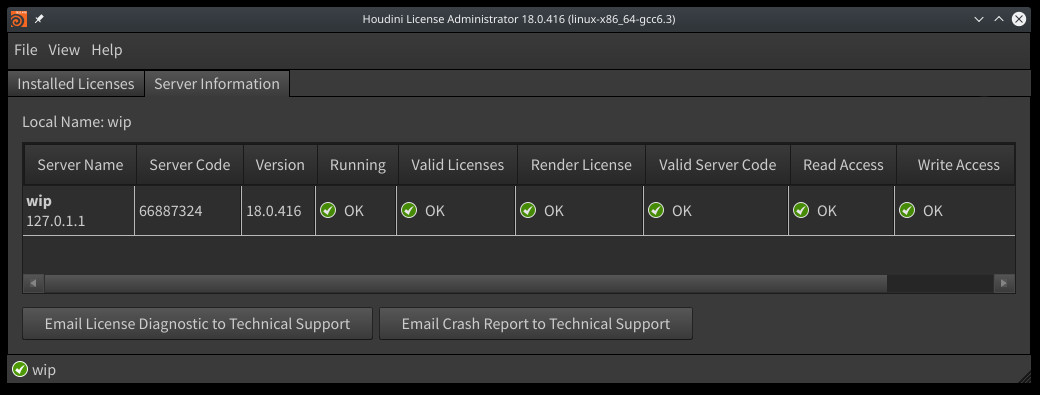 Houdini License Administrator 18.0.416 (linux-x86_64-gcc6.3)
File View Help
Installed Licenses Server Information
Local Name: wip
Server Name Server Code Version Running Valid Licenses Render License Valid Server Code Read Access Write Access
wip
127.0.1.1 66887324 18.0.416 OK OK OK OK OK OK
Email License Diagnostic to Technical Support Email Crash Report to Technical Support
wip